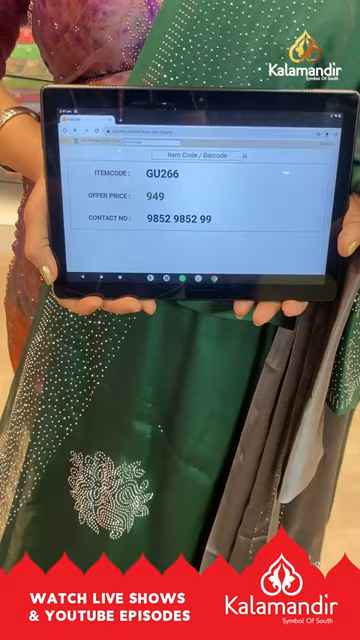 Kalamandir
Symbol Of South
Item Code / Barcode
ITEMCODE : GU266
OFFER PRICE : 949
CONTACT NO : 9852 9852 99
WATCH LIVE SHOWS
& YOUTUBE EPISODES
Kalamandir
Symbol Of South